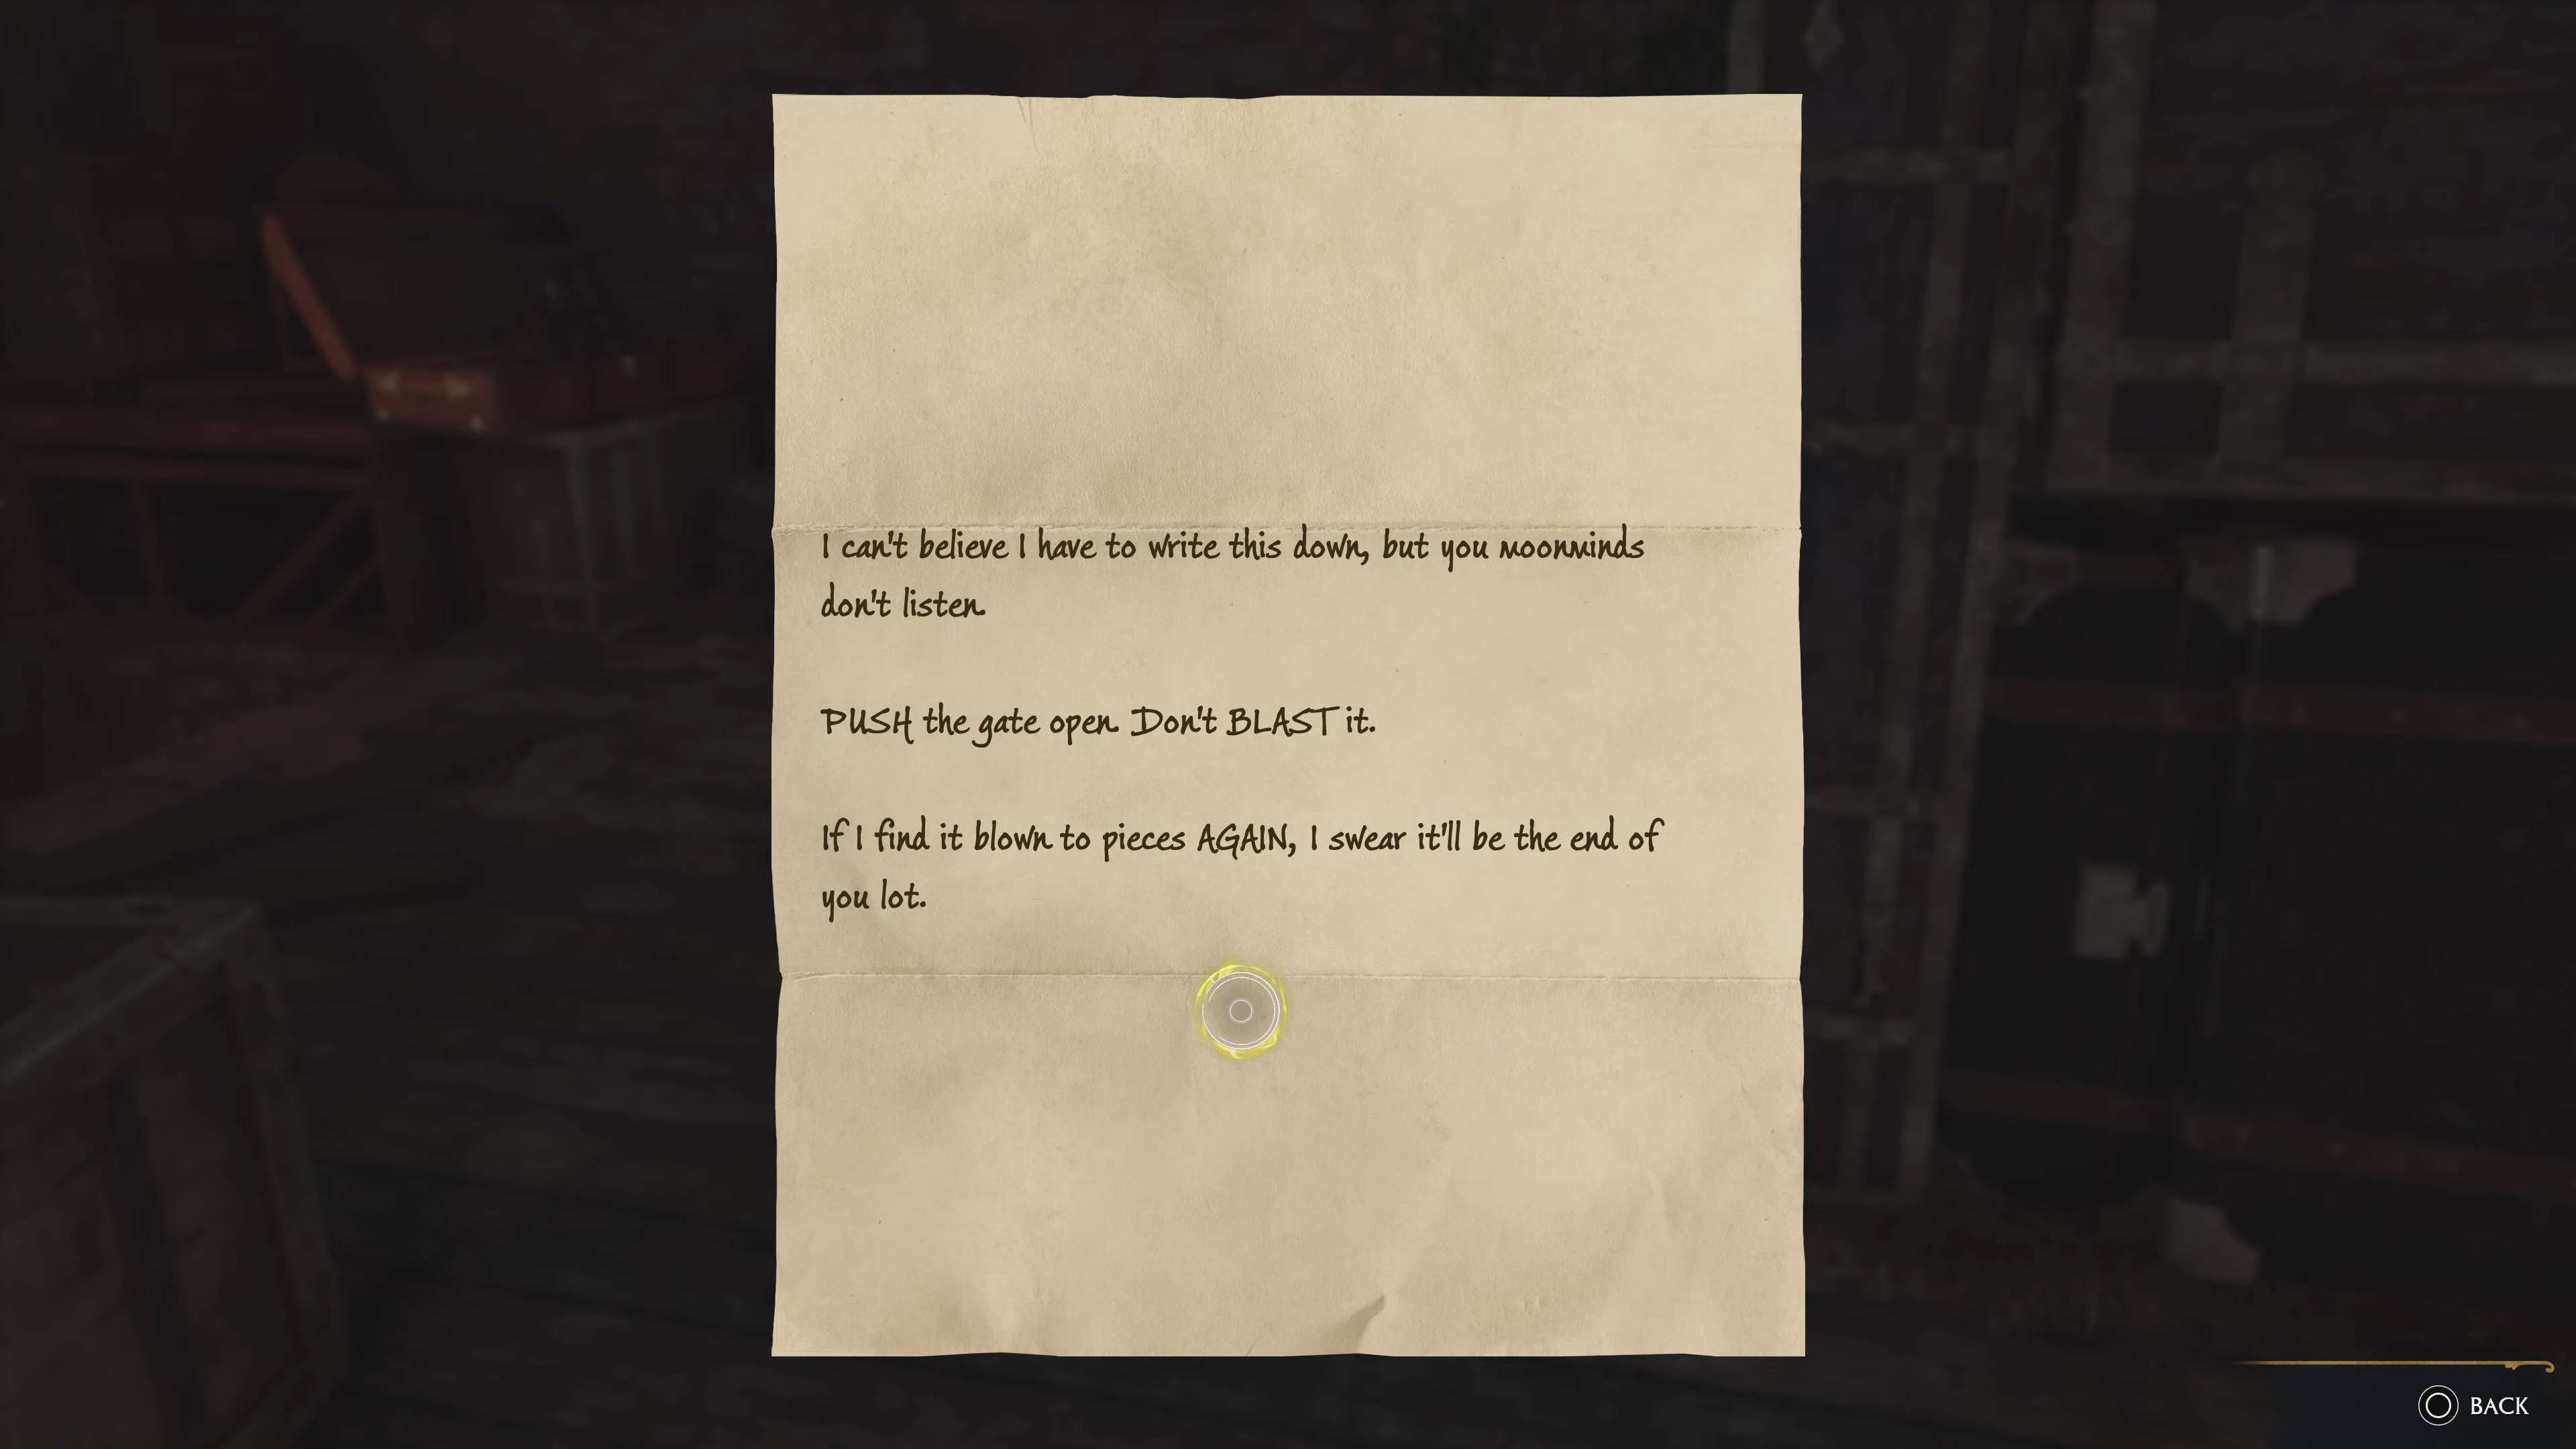 I can't believe I have to write this down, but you moonminds
don't listen.
PUSH the gate open. Don't BLAST it.
If I find it blown to pieces AGAIN, I swear it'll be the end of
you lot.
BACK